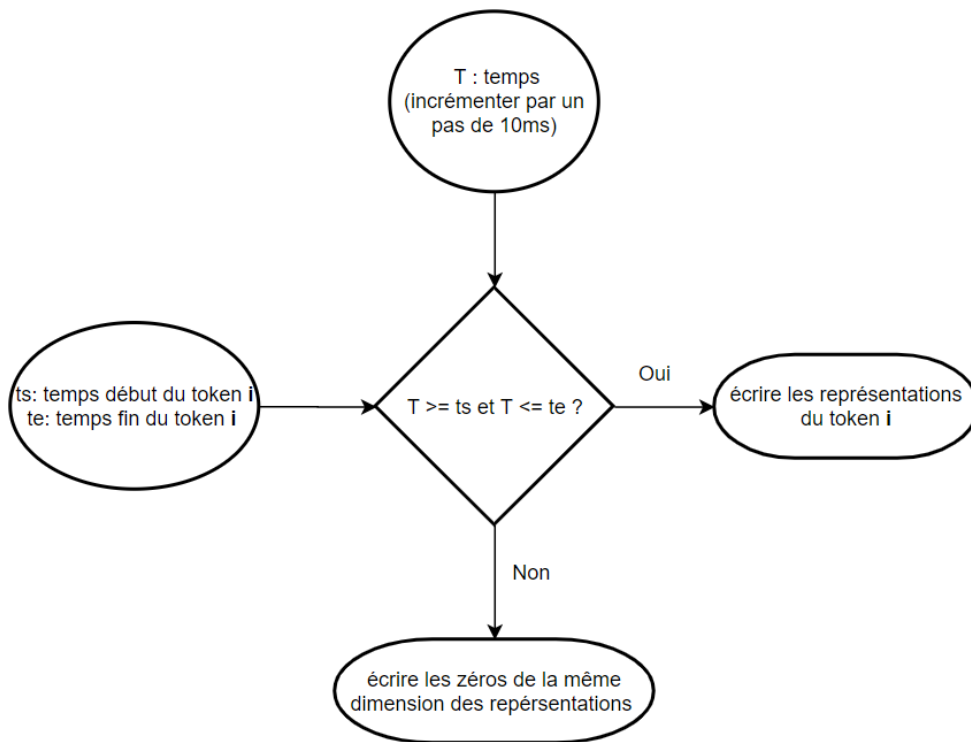 T : temps
(incrémenter par un
pas de 10ms)
ts: temps début du token i
te: temps fin du token i
T >= ts et T <= te ?
Oui
écrire les représentations
du token i
Non
écrire les zéros de la même
dimension des repérsentations